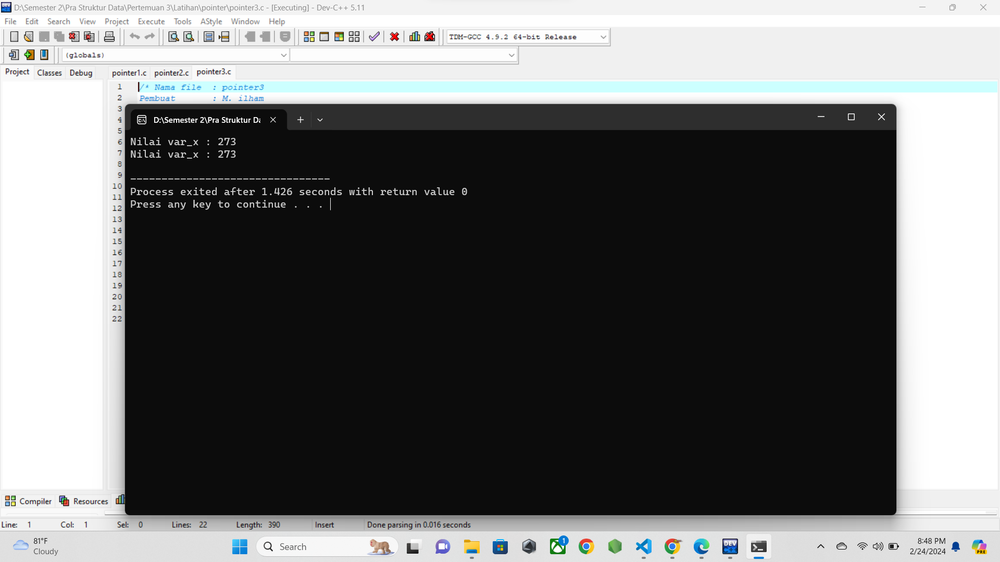 D:\Semester 2\Pra Struktur Data\Pertemuan 3\Latihan\pointer\pointer3.c - [Executing] - Dev-C++ 5.11
File Edit Search View Project Execute Tools AStyle Window Help
TDM-GCC 4.9.2 64-bit Release
(globals)
Project Classes Debug
pointer1.c pointer2.c pointer3.c
1 /* Nama file : pointer3
2 Pembuat : M. ilham
3
4
5
6
7
8
9
10
11
12
13
14
15
16
17
18
19
20
21
22
D:\Semester 2\Pra Struktur Da
Nilai var_x : 273
Nilai var_x : 273
--------------------------------
Process exited after 1.426 seconds with return value 0
Press any key to continue . . .
Compiler Resources
Line: 1 Col: 1 Sel: 0 Lines: 22 Length: 390 Insert Done parsing in 0.016 seconds
81°F
Cloudy
Search
1
DEV
C++
8:48 PM
2/24/2024
PRE